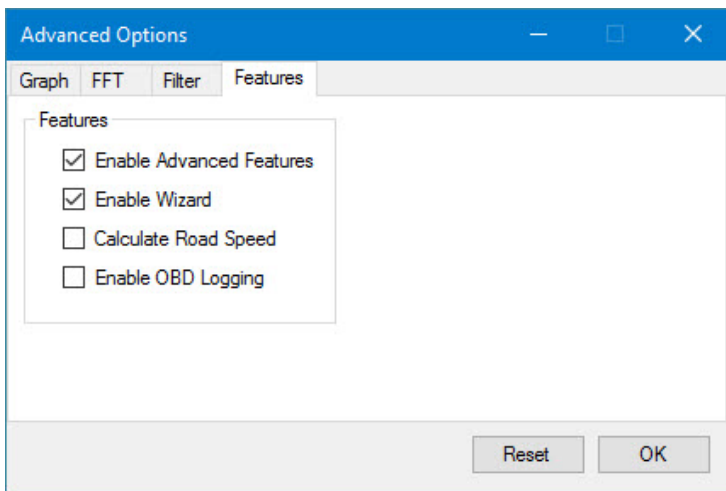 Advanced Options
Graph FFT Filter Features
Features
Enable Advanced Features
Enable Wizard
Calculate Road Speed
Enable OBD Logging
Reset OK